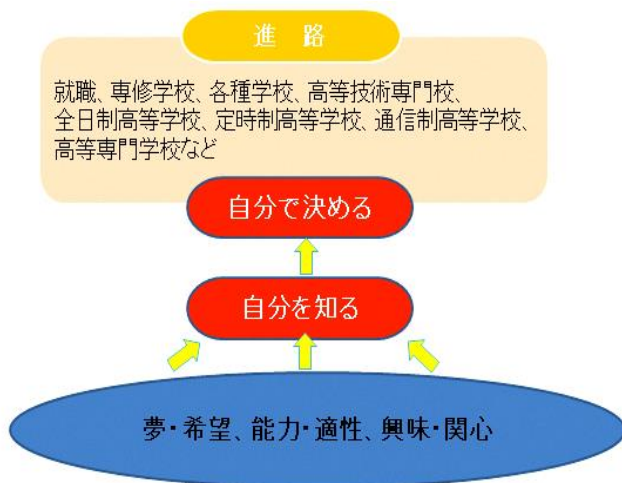 進 路
就職、専修学校、各種学校、高等技術専門校、
全日制高等学校、定時制高等学校、通信制高等学校、
高等専門学校など
自分で決める
自分を知る
夢・希望、能力・適性、興味・関心